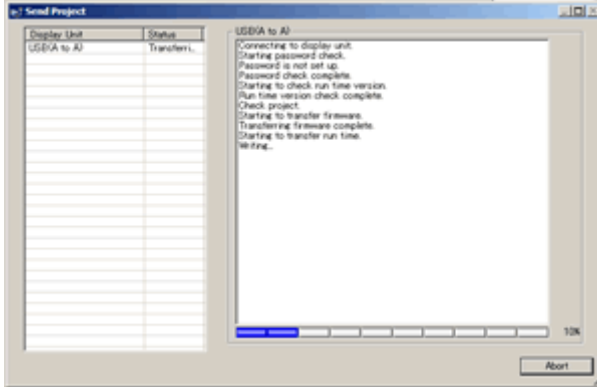 Send Project
Display Unit Status
USB(A to A) Transferri..
USB(A to A)
Connecting to display unit.
Starting password check.
Password is not set up.
Password check complete.
Starting to check run time version.
Run time version check complete.
Check project.
Starting to transfer firmware.
Transferring firmware complete.
Starting to transfer run time.
Writing...
10%
Abort